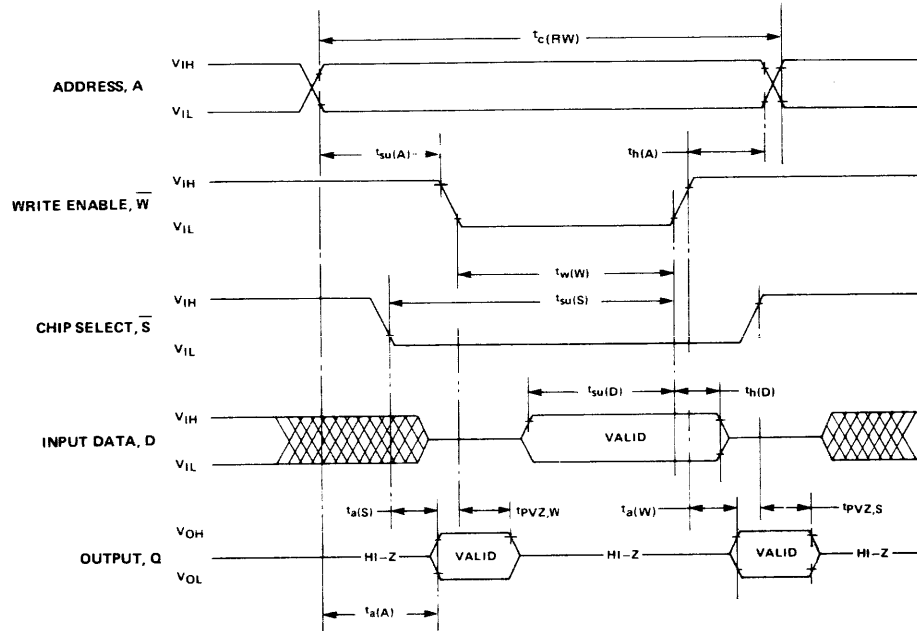 tc(RW)
VIH
ADDRESS, A
VIL
tsu(A)
th(A)
VIH
WRITE ENABLE, W̅
VIL
tw(W)
VIH
tsu(S)
CHIP SELECT, S̅
VIL
tsu(D)
th(D)
VIH
INPUT DATA, D
VALID
VIL
ta(S)
tPVZ,W
ta(W)
tPVZ,S
VOH
OUTPUT, Q
HI-Z
VALID
HI-Z
VALID
HI-Z
VOL
ta(A)